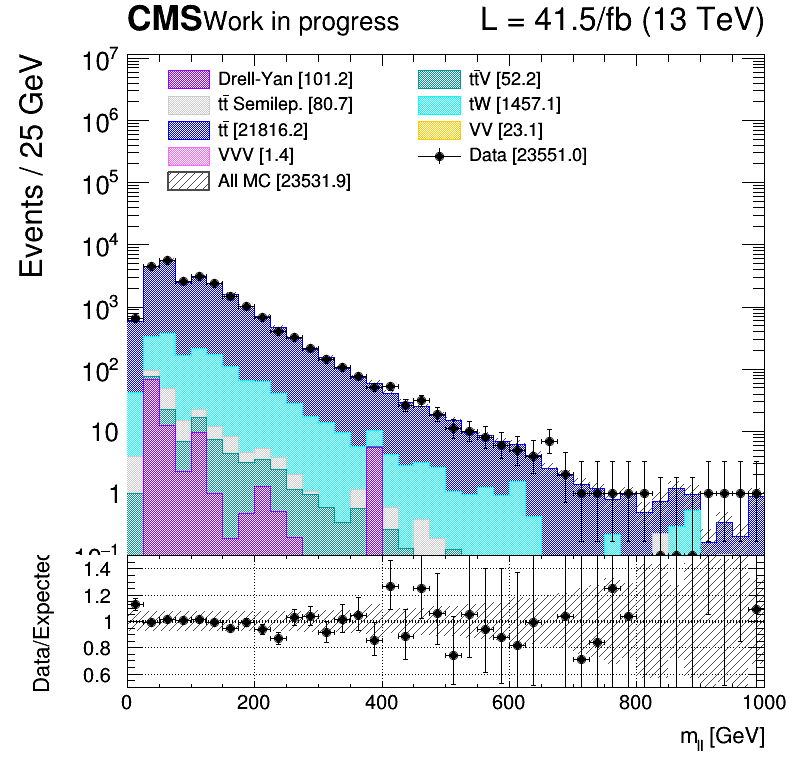 CMS Work in progress L = 41.5/fb (13 TeV)
Events / 25 GeV
10⁷
10⁶
10⁵
10⁴
10³
10²
10
1
10⁻¹
Drell-Yan [101.2]
tt̄ Semilep. [80.7]
tt̄ [21816.2]
VVV [1.4]
All MC [23531.9]
tt̄V [52.2]
tW [1457.1]
VV [23.1]
Data [23551.0]
Data/Expected
1.4
1.2
1
0.8
0.6
0 200 400 600 800 1000
m_ll [GeV]